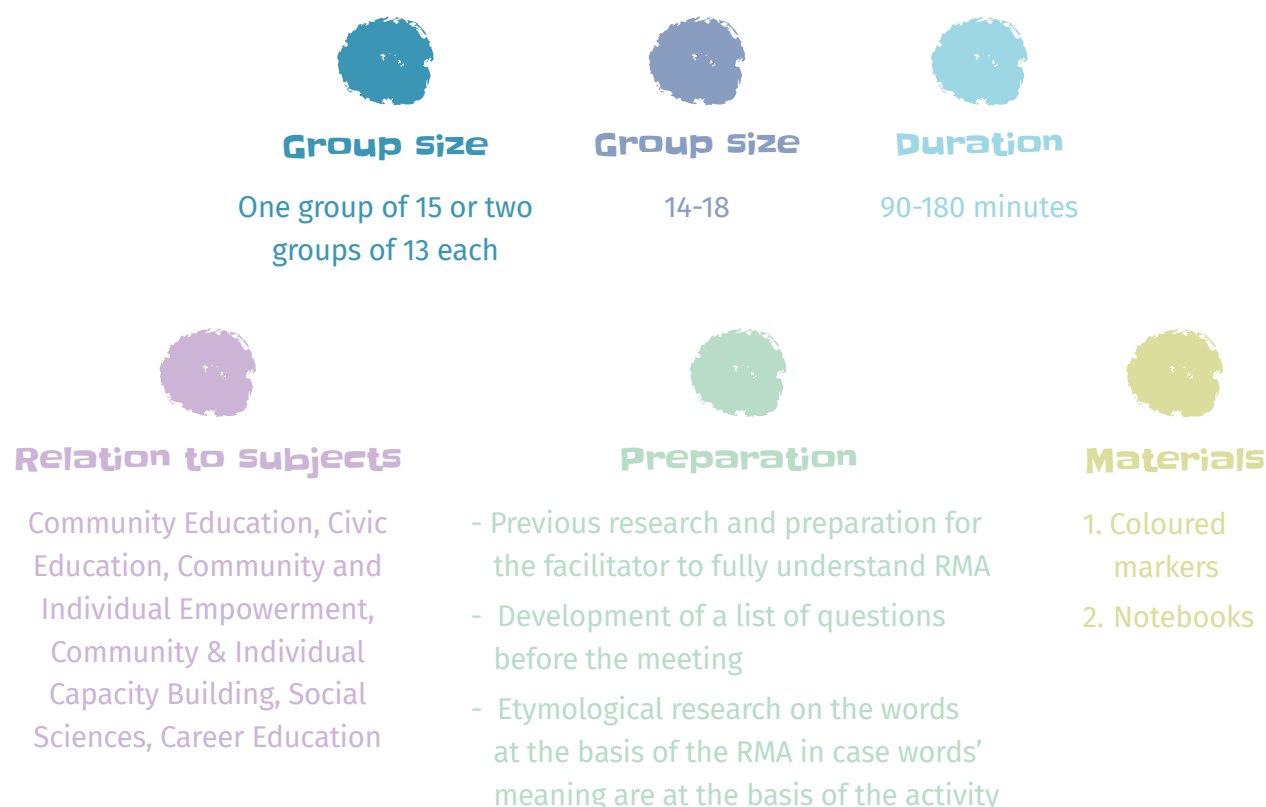 Group size
One group of 15 or two
groups of 13 each
Group size
14-18
Duration
90-180 minutes
Relation to subjects
Community Education, Civic
Education, Community and
Individual Empowerment,
Community & Individual
Capacity Building, Social
Sciences, Career Education
Preparation
- Previous research and preparation for
the facilitator to fully understand RMA
- Development of a list of questions
before the meeting
- Etymological research on the words
at the basis of the RMA in case words’
meaning are at the basis of the activity
Materials
1. Coloured
markers
2. Notebooks